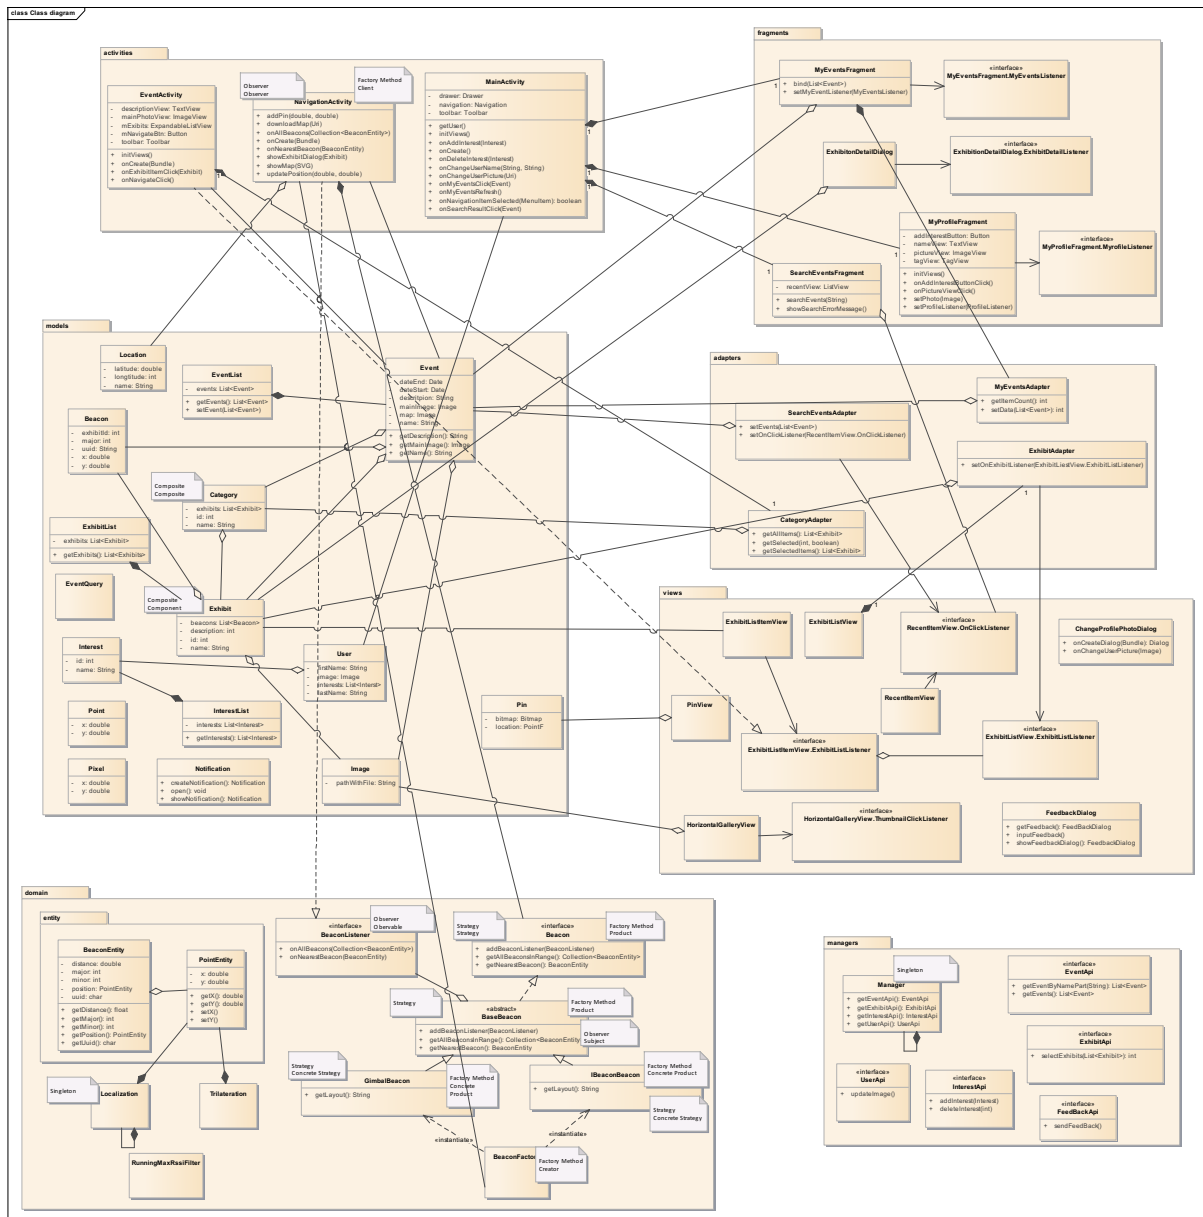 class Class diagram
activities
EventActivity
- descriptionView: TextView
- mainPhotoView: ImageView
- mExibits: ExpandableListView
- mNavigateBtn: Button
- toolbar: Toolbar
+ initViews()
+ onCreate(Bundle)
+ onExhibitItemClick(Exhibit)
+ onNavigateClick()
Observer
Observer
Factory Method
Client
NavigationActivity
+ addPin(double, double)
+ downloadMap(Uri)
+ onAllBeacons(Collection<BeaconEntity>)
+ onCreate(Bundle)
+ onNearestBeacon(BeaconEntity)
+ showExhibitDialog(Exhibit)
+ showMap(SVG)
+ updatePosition(double, double)
MainActivity
- drawer: Drawer
- navigation: Navigation
- toolbar: Toolbar
+ getUser()
+ initViews()
+ onAddInterest(Interest)
+ onCreate()
+ onDeleteInterest(Interest)
+ onChangeUserName(String, String)
+ onChangeUserPicture(Uri)
+ onMyEventsClick(Event)
+ onMyEventsRefresh()
+ onNavigationItemSelected(MenuItem): boolean
+ onSearchResultClick(Event)
1
1
1
1
fragments
MyEventsFragment
+ bind(List<Event>)
+ setMyEventListener(MyEventsListener)
1
«interface»
MyEventsFragment.MyEventsListener
ExhibitonDetailDialog
«interface»
ExhibitionDetailDialog.ExhibitDetailListener
MyProfileFragment
- addInterestButton: Button
- nameView: TextView
- pictureView: ImageView
- tagView: TagView
+ initViews()
+ onAddInterestButtonClick()
+ onPictureViewClick()
+ setPhoto(Image)
+ setProfileListener(ProfileListener)
1
«interface»
MyProfileFragment.MyrofileListener
SearchEventsFragment
- recentView: ListView
+ searchEvents(String)
+ showSearchErrorMessage()
1
models
Location
- latitude: double
- longtitude: int
- name: String
EventList
- events: List<Event>
+ getEvents(): List<Event>
+ setEvent(List<Event>)
Event
- dateEnd: Date
- dateStart: Date
- descritpion: String
- mainImage: Image
- map: Image
- name: String
+ getDescription(): String
+ getMainImage(): Image
+ getName(): String
Beacon
- exhibitId: int
- major: int
- uuid: String
- x: double
- y: double
Composite
Composite
Category
- exhibits: List<Exhibit>
- id: int
- name: String
ExhibitList
- exhibits: List<Exhibit>
+ getExhibits(): List<Exhibits>
EventQuery
Composite
Component
Exhibit
- beacons: List<Beacon>
- description: int
- id: int
- name: String
Interest
- id: int
- name: String
User
- firstName: String
- image: Image
- interests: List<Interst>
- lastName: String
Point
- x: double
- y: double
InterestList
- interests: List<Interest>
+ getInterests(): List<Interest>
Pin
- bitmap: Bitmap
- location: PointF
Pixel
- x: double
- y: double
Notification
+ createNotification(): Notification
+ open(): void
+ showNotification(): Notification
Image
- pathWithFile: String
adapters
MyEventsAdapter
+ getItemCount(): int
+ setData(List<Event>): int
SearchEventsAdapter
+ setEvents(List<Event>)
+ setOnClickListener(RecentItemView.OnClickListener)
ExhibitAdapter
+ setOnExhibitListener(ExhibitLiestView.ExhibitListListener)
1
1
CategoryAdapter
+ getAllItems(): List<Exhibit>
+ getSelected(int, boolean)
+ getSelectedItems(): List<Exhibit>
views
ExhibitListItemView
ExhibitListView
1
«interface»
RecentItemView.OnClickListener
ChangeProfilePhotoDialog
+ onCreateDialog(Bundle): Dialog
+ onChangeUserPicture(Image)
PinView
RecentItemView
«interface»
ExhibitListItemView.ExhibitListListener
«interface»
ExhibitListView.ExhibitListListener
HorizontalGalleryView
«interface»
HorizontalGalleryView.ThumbnailClickListener
FeedbackDialog
+ getFeedback(): FeedBackDialog
+ inputFeedback()
+ showFeedbackDialog(): FeedbackDialog
domain
entity
BeaconEntity
- distance: double
- major: int
- minor: int
- position: PointEntity
- uuid: char
+ getDistance(): float
+ getMajor(): int
+ getMinor(): int
+ getPosition(): PointEntity
+ getUuid(): char
PointEntity
- x: double
- y: double
+ getX(): double
+ getY(): double
+ setX()
+ setY()
Singleton
Localization
Trilateration
RunningMaxRssiFilter
«interface»
BeaconListener
+ onAllBeacons(Collection<BeaconEntity>)
+ onNearestBeacon(BeaconEntity)
Observer
Obervable
Strategy
Strategy
«interface»
Beacon
+ addBeaconListener(BeaconListener)
+ getAllBeaconsInRange(): Collection<BeaconEntity>
+ getNearestBeacon(): BeaconEntity
Factory Method
Product
Strategy
«abstract»
BaseBeacon
+ addBeaconListener(BeaconListener)
+ getAllBeaconsInRange(): Collection<BeaconEntity
+ getNearestBeacon(): BeaconEntity
Factory Method
Product
Observer
Subject
Strategy
Concrete Strategy
GimbalBeacon
+ getLayout(): String
Factory Method
Concrete
Product
IBeaconBeacon
+ getLayout(): String
Factory Method
Concrete Product
Strategy
Concrete Strategy
«instantiate»
«instantiate»
BeaconFacto
Factory Method
Creator
managers
Singleton
Manager
+ getEventApi(): EventApi
+ getExhibitApi(): ExhibitApi
+ getInterestApi(): InterestApi
+ getUserApi(): UserApi
«interface»
EventApi
+ getEventByNamePart(String): List<Event>
+ getEvents(): List<Event>
«interface»
ExhibitApi
+ selectExhibits(List<Exhibit>): int
«interface»
UserApi
+ updateImage()
«interface»
InterestApi
+ addInterest(Interest)
+ deleteInterest(int)
«interface»
FeedBackApi
+ sendFeedBack()